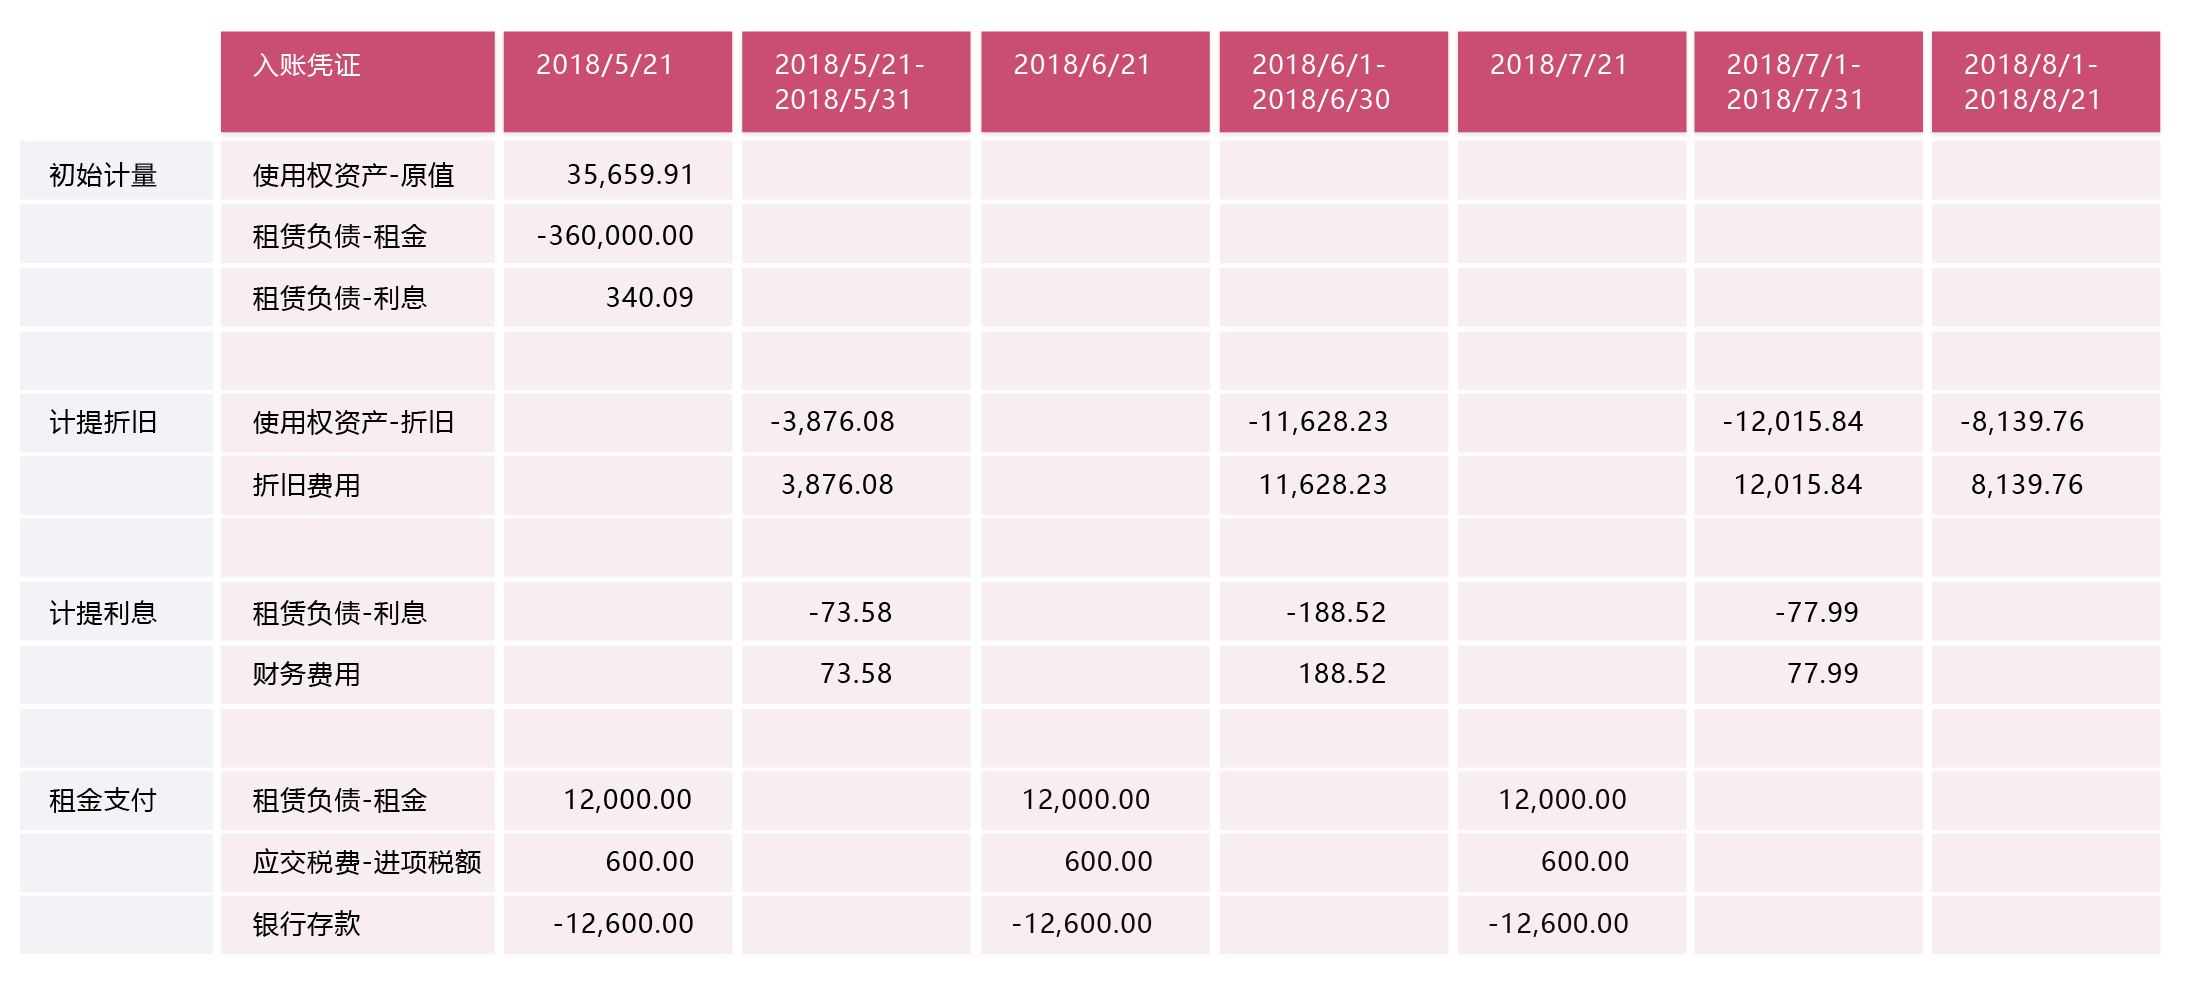 入账凭证 2018/5/21 2018/5/21- 2018/6/21 2018/6/1- 2018/7/21 2018/7/1- 2018/8/1-
2018/5/31 2018/6/30 2018/7/31 2018/8/21
初始计量 使用权资产-原值 35,659.91
租赁负债-租金 -360,000.00
租赁负债-利息 340.09
计提折旧 使用权资产-折旧 -3,876.08 -11,628.23 -12,015.84 -8,139.76
折旧费用 3,876.08 11,628.23 12,015.84 8,139.76
计提利息 租赁负债-利息 -73.58 -188.52 -77.99
财务费用 73.58 188.52 77.99
租金支付 租赁负债-租金 12,000.00 12,000.00 12,000.00
应交税费-进项税额 600.00 600.00 600.00
银行存款 -12,600.00 -12,600.00 -12,600.00